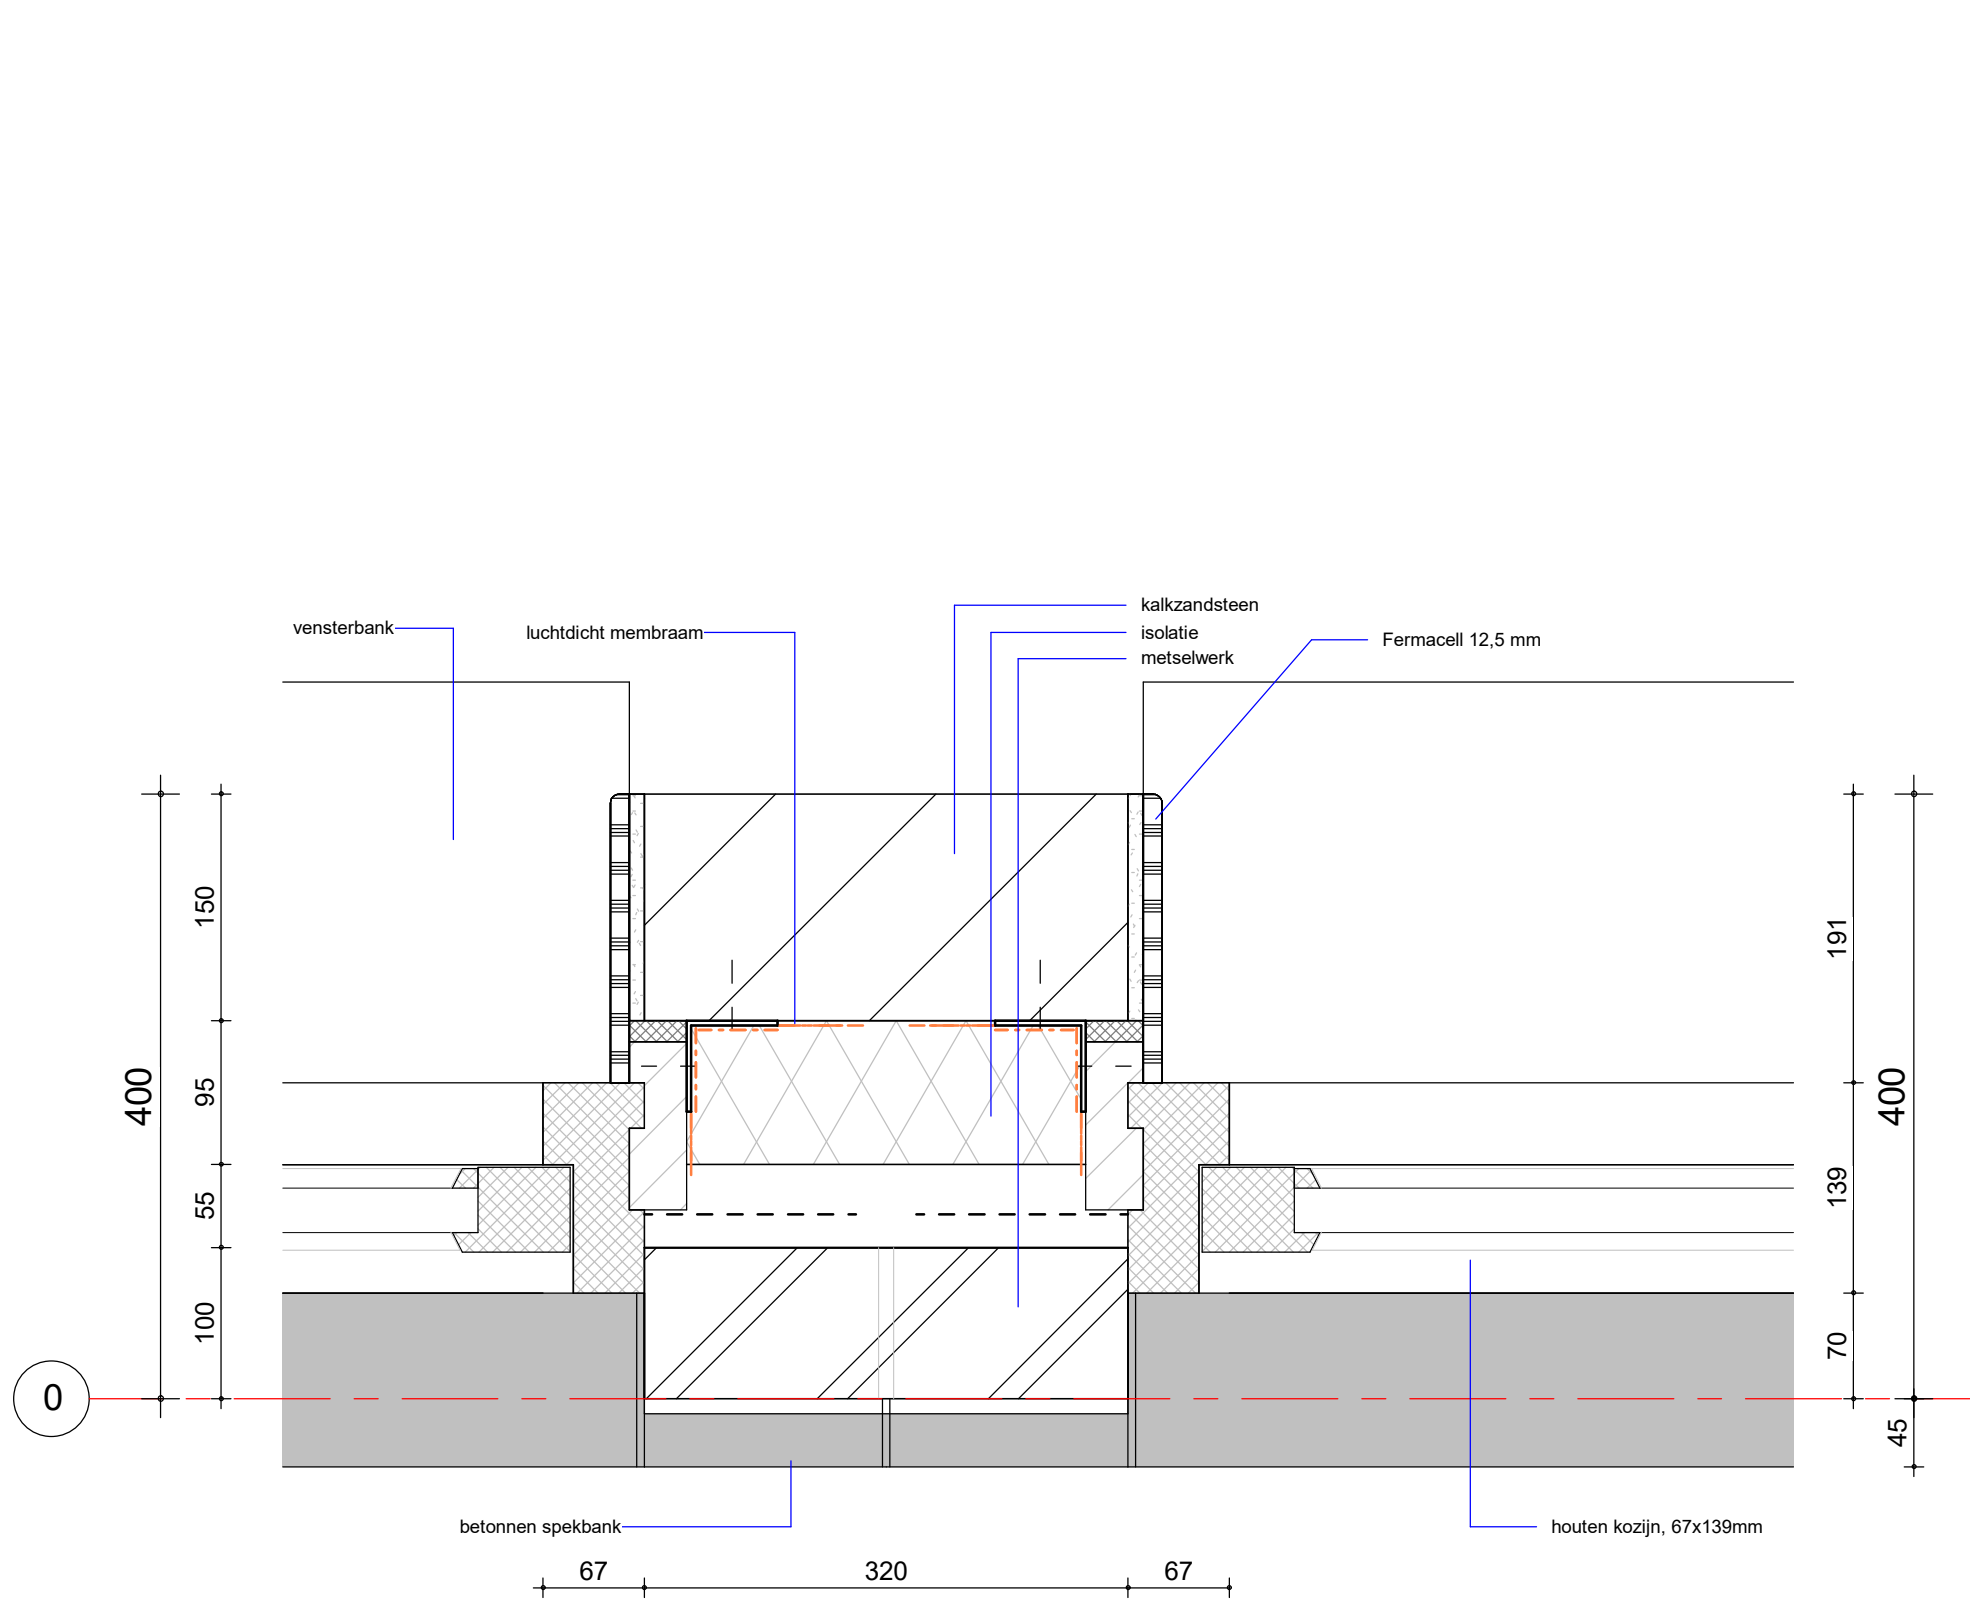 kalkzandsteen
vensterbank
luchtdicht membraam
isolatie
Fermacell 12,5 mm
metselwerk
150
191
400
95
400
55
139
100
70
0
45
betonnen spekbank
houten kozijn, 67x139mm
67
320
67